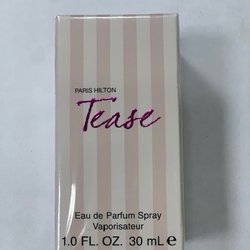 PARIS HILTON
Tease
Eau de Parfum Spray
Vaporisateur
1.0 FL. OZ. 30 mL e